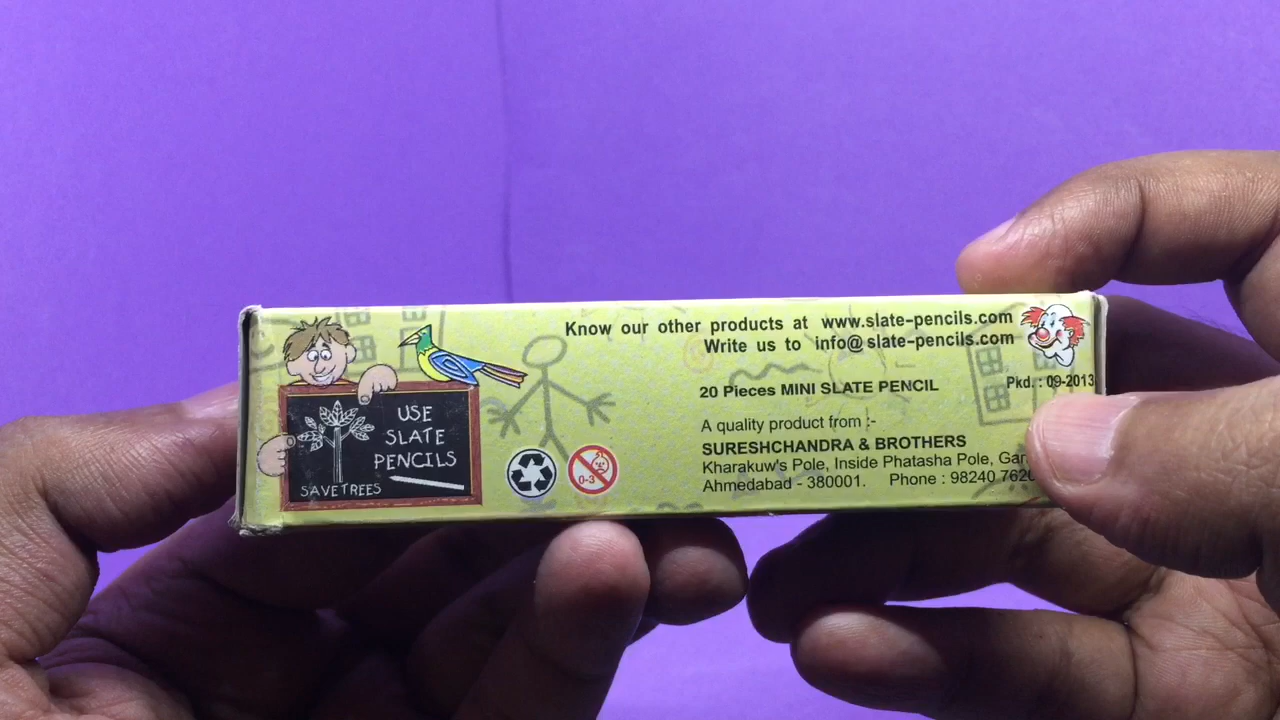 Know our other products at www.slate-pencils.com
Write us to info@slate-pencils.com
20 Pieces MINI SLATE PENCIL
Pkd. : 09-2013
A quality product from :-
SURESHCHANDRA & BROTHERS
Kharakuw's Pole, Inside Phatasha Pole,
Ahmedabad - 380001. Phone : 98240
USE
SLATE
PENCILS
SAVE TREES
0-3